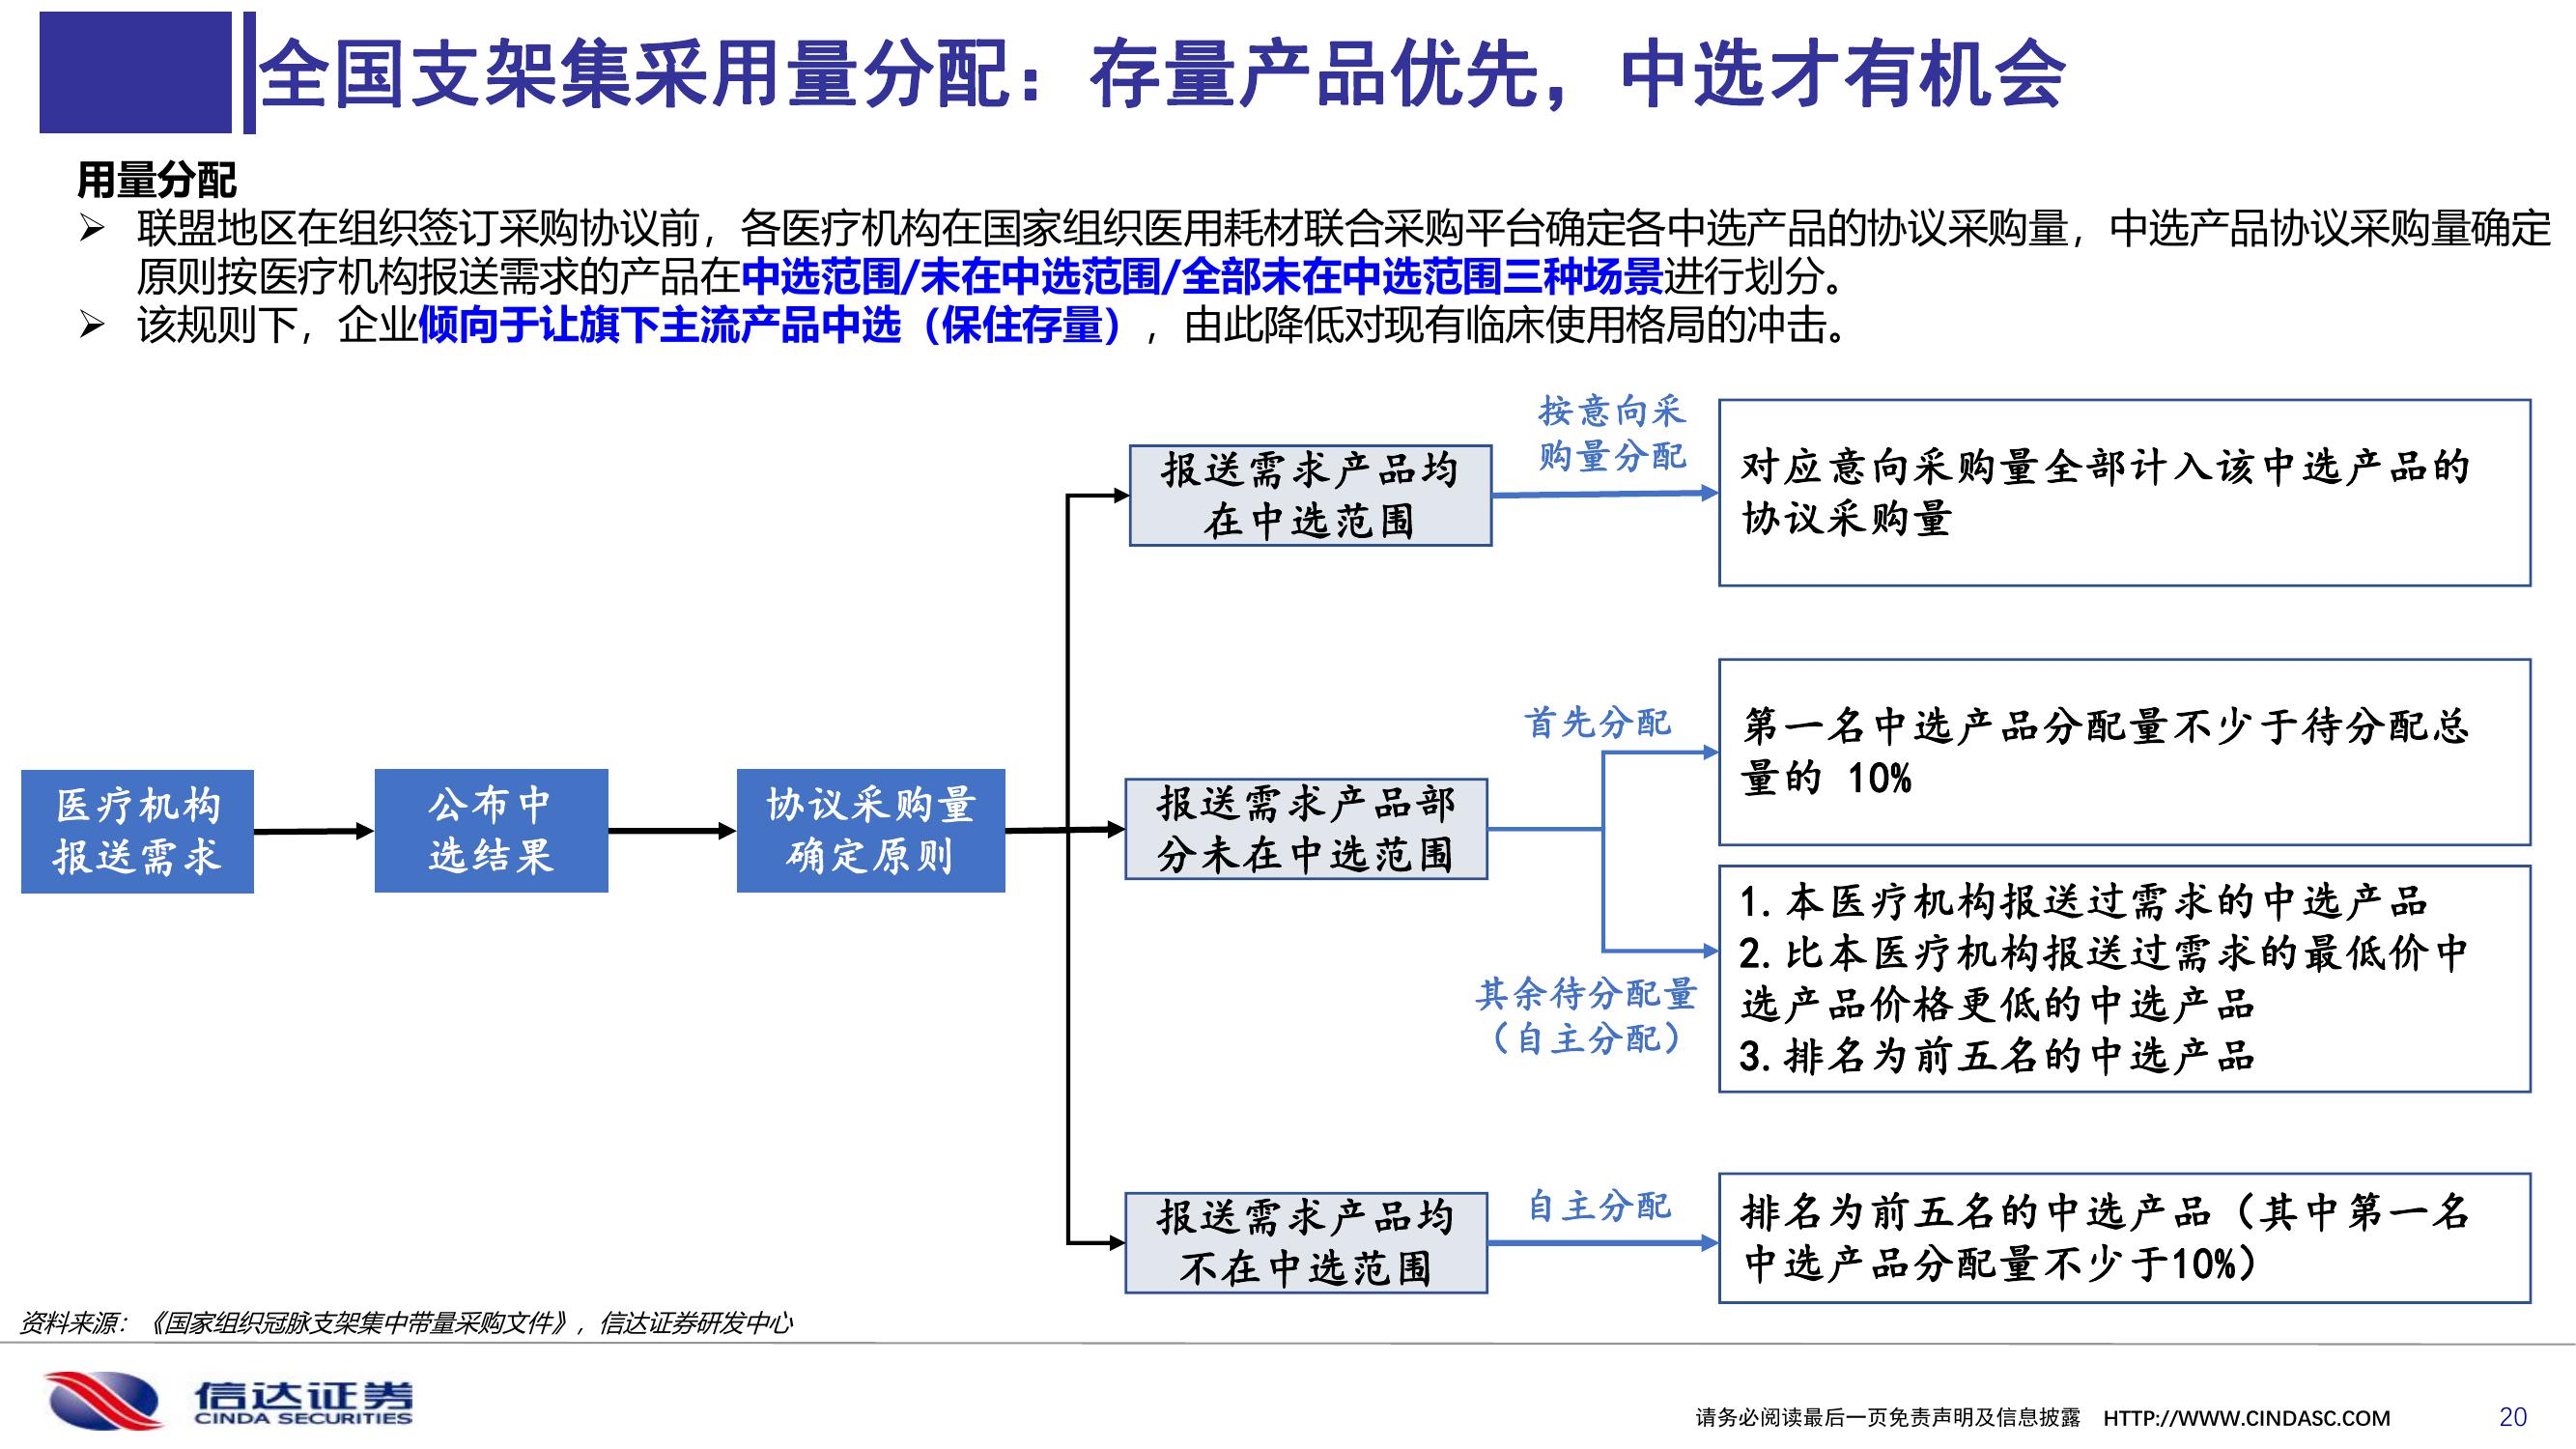 全国支架集采用量分配：存量产品优先，中选才有机会
用量分配
➢ 联盟地区在组织签订采购协议前，各医疗机构在国家组织医用耗材联合采购平台确定各中选产品的协议采购量，中选产品协议采购量确定
原则按医疗机构报送需求的产品在中选范围/未在中选范围/全部未在中选范围三种场景进行划分。
➢ 该规则下，企业倾向于让旗下主流产品中选（保住存量），由此降低对现有临床使用格局的冲击。
医疗机构
报送需求
公布中
选结果
协议采购量
确定原则
报送需求产品均
在中选范围
按意向采
购量分配
对应意向采购量全部计入该中选产品的
协议采购量
报送需求产品部
分未在中选范围
首先分配
第一名中选产品分配量不少于待分配总
量的 10%
其余待分配量
（自主分配）
1.本医疗机构报送过需求的中选产品
2.比本医疗机构报送过需求的最低价中
选产品价格更低的中选产品
3.排名为前五名的中选产品
报送需求产品均
不在中选范围
自主分配
排名为前五名的中选产品（其中第一名
中选产品分配量不少于10%）
资料来源：《国家组织冠脉支架集中带量采购文件》，信达证券研发中心
信达证券
CINDA SECURITIES
请务必阅读最后一页免责声明及信息披露 HTTP://WWW.CINDASC.COM 20